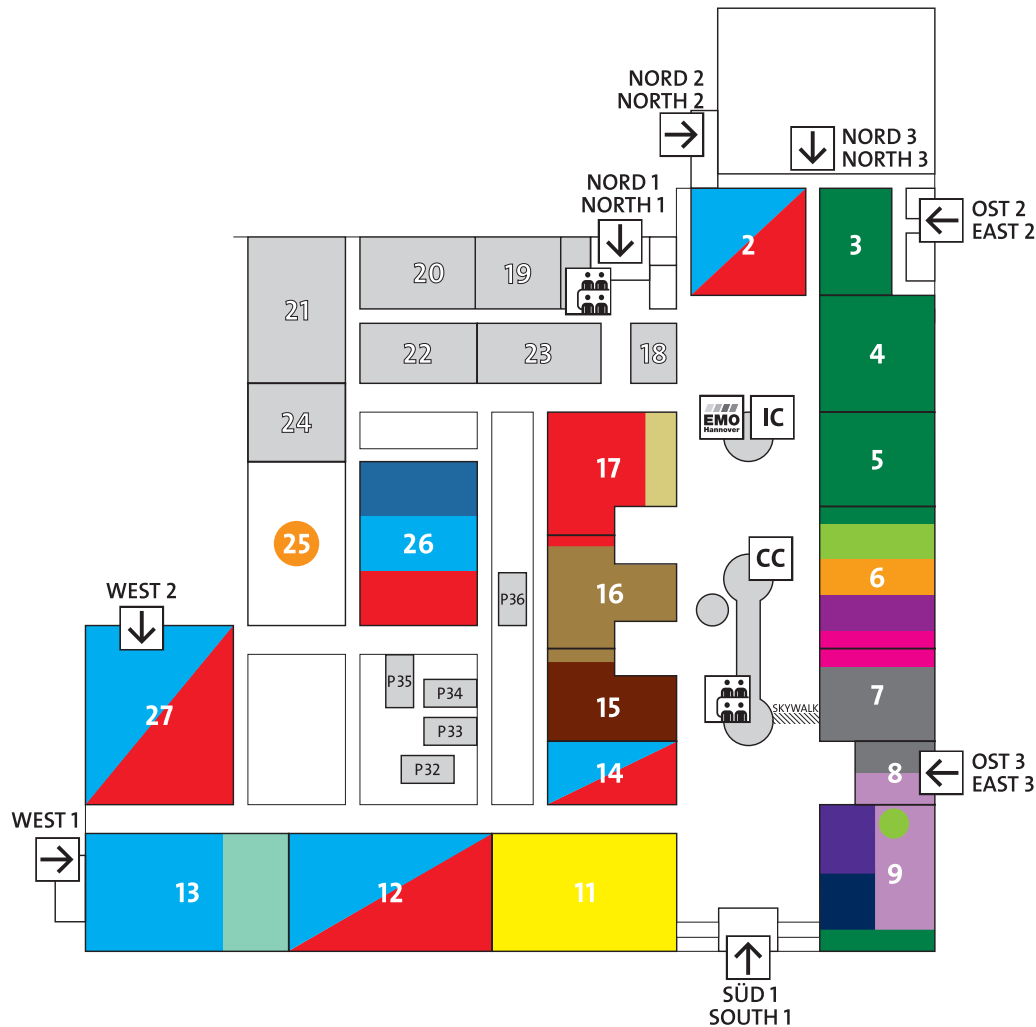 NORD 2
NORTH 2
NORD 3
NORTH 3
NORD 1
NORTH 1
OST 2
EAST 2
2
3
20
19
21
22
23
18
4
24
EMO
Hannover
IC
17
5
25
26
CC
6
WEST 2
P36
16
27
P35
P34
15
7
SKYWALK
P33
P32
14
8
OST 3
EAST 3
WEST 1
13
12
11
9
SÜD 1
SOUTH 1